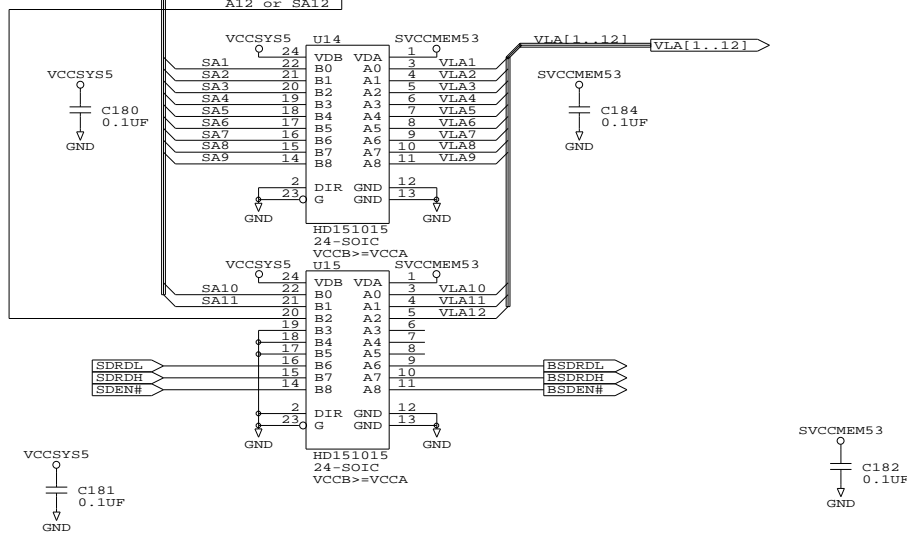 A12 or SA12
VCCSYS5 U14 SVCCMEM53
VLA[1..12] VLA[1..12]
24 VDB VDA 1
SA1 22 B0 A0 3 VLA1
SA2 21 B1 A1 4 VLA2
SA3 20 B2 A2 5 VLA3
SA4 19 B3 A3 6 VLA4
SA5 18 B4 A4 7 VLA5
SA6 17 B5 A5 8 VLA6
SA7 16 B6 A6 9 VLA7
SA8 15 B7 A7 10 VLA8
SA9 14 B8 A8 11 VLA9
2 DIR GND 12
23 G GND 13
GND
GND
HD151015
24-SOIC
VCCB>=VCCA
VCCSYS5
C180
0.1UF
GND
SVCCMEM53
C184
0.1UF
GND
VCCSYS5 U15 SVCCMEM53
24 VDB VDA 1
SA10 22 B0 A0 3 VLA10
SA11 21 B1 A1 4 VLA11
20 B2 A2 5 VLA12
19 B3 A3 6
18 B4 A4 7
17 B5 A5 8
SDRDL 16 B6 A6 9 BSDRDL
SDRDH 15 B7 A7 10 BSDRDH
SDEN# 14 B8 A8 11 BSDEN#
2 DIR GND 12
23 G GND 13
GND
GND
HD151015
24-SOIC
VCCB>=VCCA
VCCSYS5
C181
0.1UF
GND
SVCCMEM53
C182
0.1UF
GND